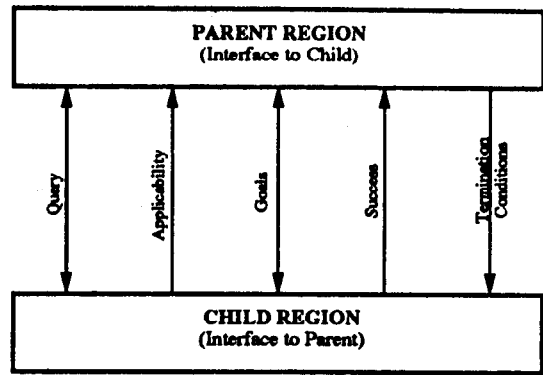 PARENT REGION
(Interface to Child)
Query
Applicability
Goals
Success
Termination
Conditions
CHILD REGION
(Interface to Parent)